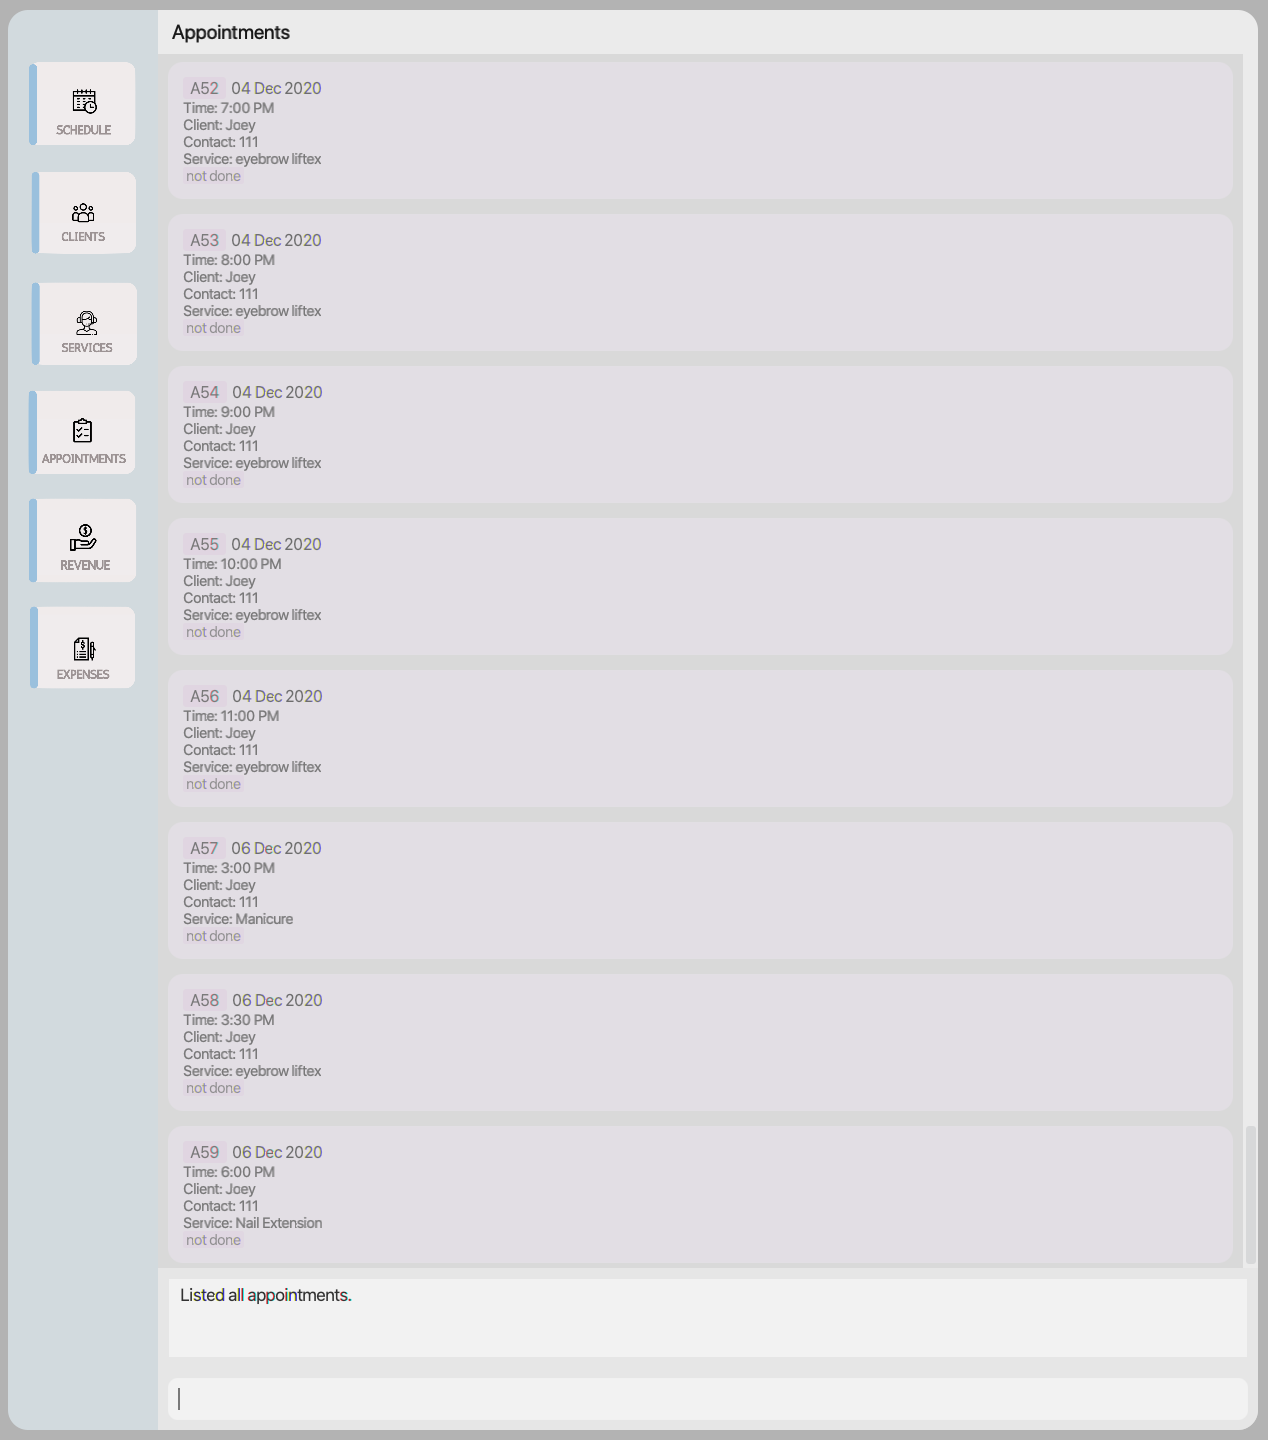 Appointments
SCHEDULE
CLIENTS
SERVICES
APPOINTMENTS
REVENUE
EXPENSES
A52 04 Dec 2020
Time: 7:00 PM
Client: Joey
Contact: 111
Service: eyebrow liftex
not done
A53 04 Dec 2020
Time: 8:00 PM
Client: Joey
Contact: 111
Service: eyebrow liftex
not done
A54 04 Dec 2020
Time: 9:00 PM
Client: Joey
Contact: 111
Service: eyebrow liftex
not done
A55 04 Dec 2020
Time: 10:00 PM
Client: Joey
Contact: 111
Service: eyebrow liftex
not done
A56 04 Dec 2020
Time: 11:00 PM
Client: Joey
Contact: 111
Service: eyebrow liftex
not done
A57 06 Dec 2020
Time: 3:00 PM
Client: Joey
Contact: 111
Service: Manicure
not done
A58 06 Dec 2020
Time: 3:30 PM
Client: Joey
Contact: 111
Service: eyebrow liftex
not done
A59 06 Dec 2020
Time: 6:00 PM
Client: Joey
Contact: 111
Service: Nail Extension
not done
Listed all appointments.